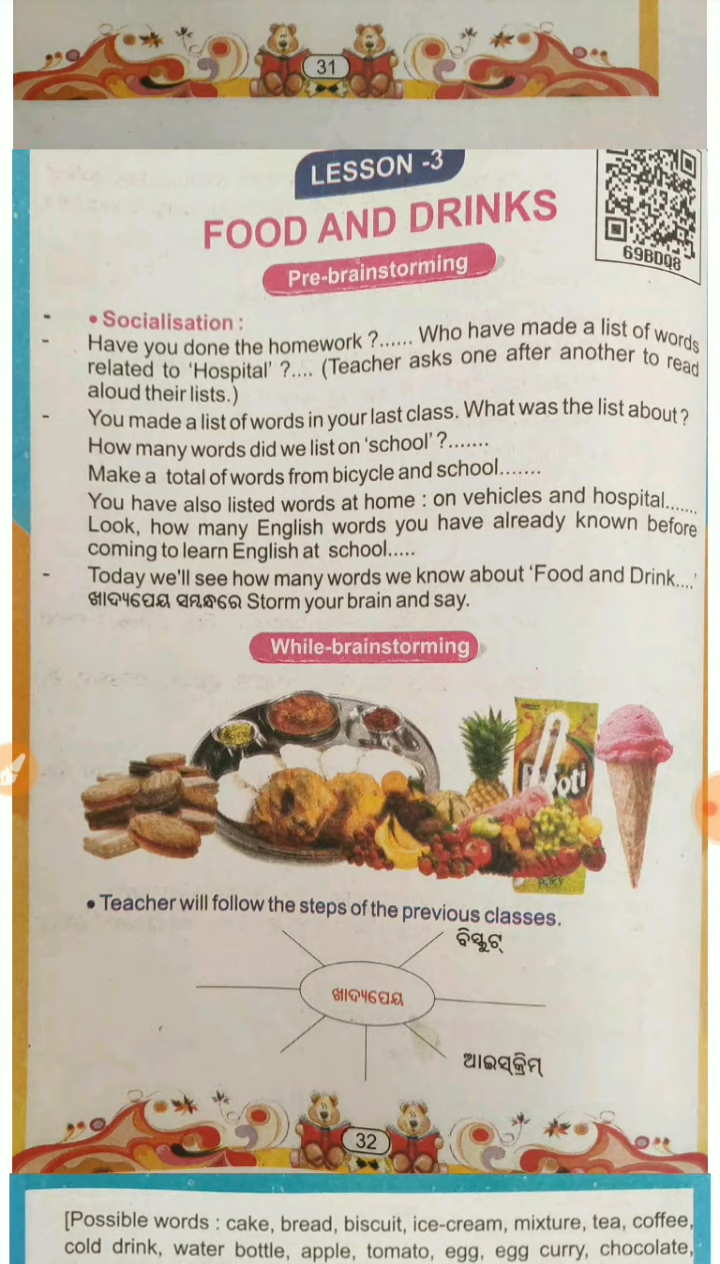 31
LESSON -3
FOOD AND DRINKS
69BDQ8
Pre-brainstorming
- • Socialisation :
- Have you done the homework ?...... Who have made a list of words
related to ‘Hospital’ ?.... (Teacher asks one after another to read
aloud their lists.)
- You made a list of words in your last class. What was the list about?
How many words did we list on ‘school’ ?.......
Make a total of words from bicycle and school.......
You have also listed words at home : on vehicles and hospital......
Look, how many English words you have already known before
coming to learn English at school.....
- Today we'll see how many words we know about ‘Food and Drink....’
ଖାଦ୍ୟପେୟ ସମ୍ବନ୍ଧରେ Storm your brain and say.
While-brainstorming
• Teacher will follow the steps of the previous classes.
ବିସ୍କୁଟ୍
ଖାଦ୍ୟପେୟ
ଆଇସ୍‌କ୍ରିମ୍
32
[Possible words : cake, bread, biscuit, ice-cream, mixture, tea, coffee,
cold drink, water bottle, apple, tomato, egg, egg curry, chocolate,